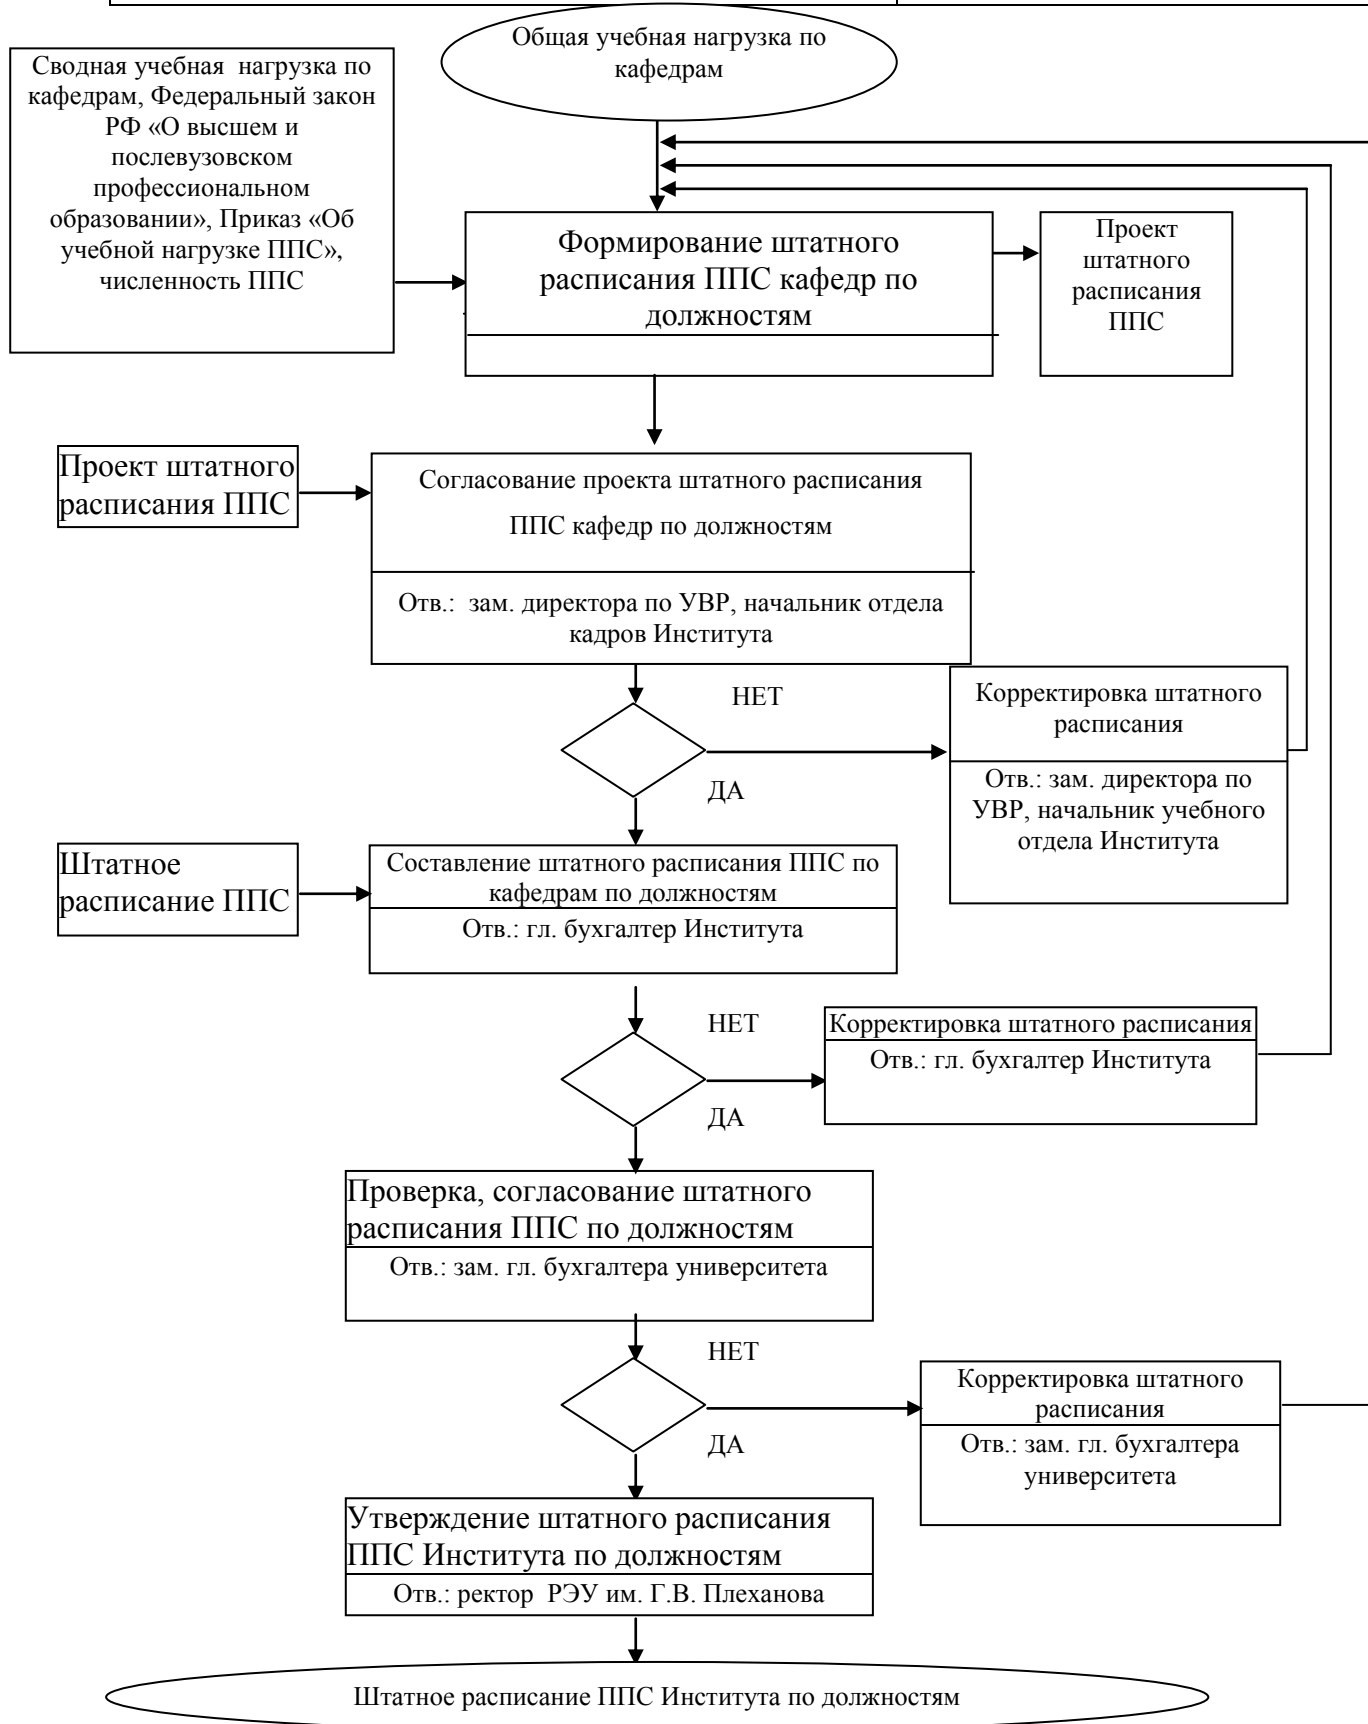 Общая учебная нагрузка по
кафедрам
Сводная учебная нагрузка по
кафедрам, Федеральный закон
РФ «О высшем и
послевузовском
профессиональном
образовании», Приказ «Об
учебной нагрузке ППС»,
численность ППС
Формирование штатного
расписания ППС кафедр по
должностям
Проект
штатного
расписания
ППС
Проект штатного
расписания ППС
Согласование проекта штатного расписания
ППС кафедр по должностям
Отв.: зам. директора по УВР, начальник отдела
кадров Института
НЕТ
Корректировка штатного
расписания
Отв.: зам. директора по
УВР, начальник учебного
отдела Института
ДА
Штатное
расписание ППС
Составление штатного расписания ППС по
кафедрам по должностям
Отв.: гл. бухгалтер Института
НЕТ
Корректировка штатного расписания
Отв.: гл. бухгалтер Института
ДА
Проверка, согласование штатного
расписания ППС по должностям
Отв.: зам. гл. бухгалтера университета
НЕТ
Корректировка штатного
расписания
Отв.: зам. гл. бухгалтера
университета
ДА
Утверждение штатного расписания
ППС Института по должностям
Отв.: ректор РЭУ им. Г.В. Плеханова
Штатное расписание ППС Института по должностям